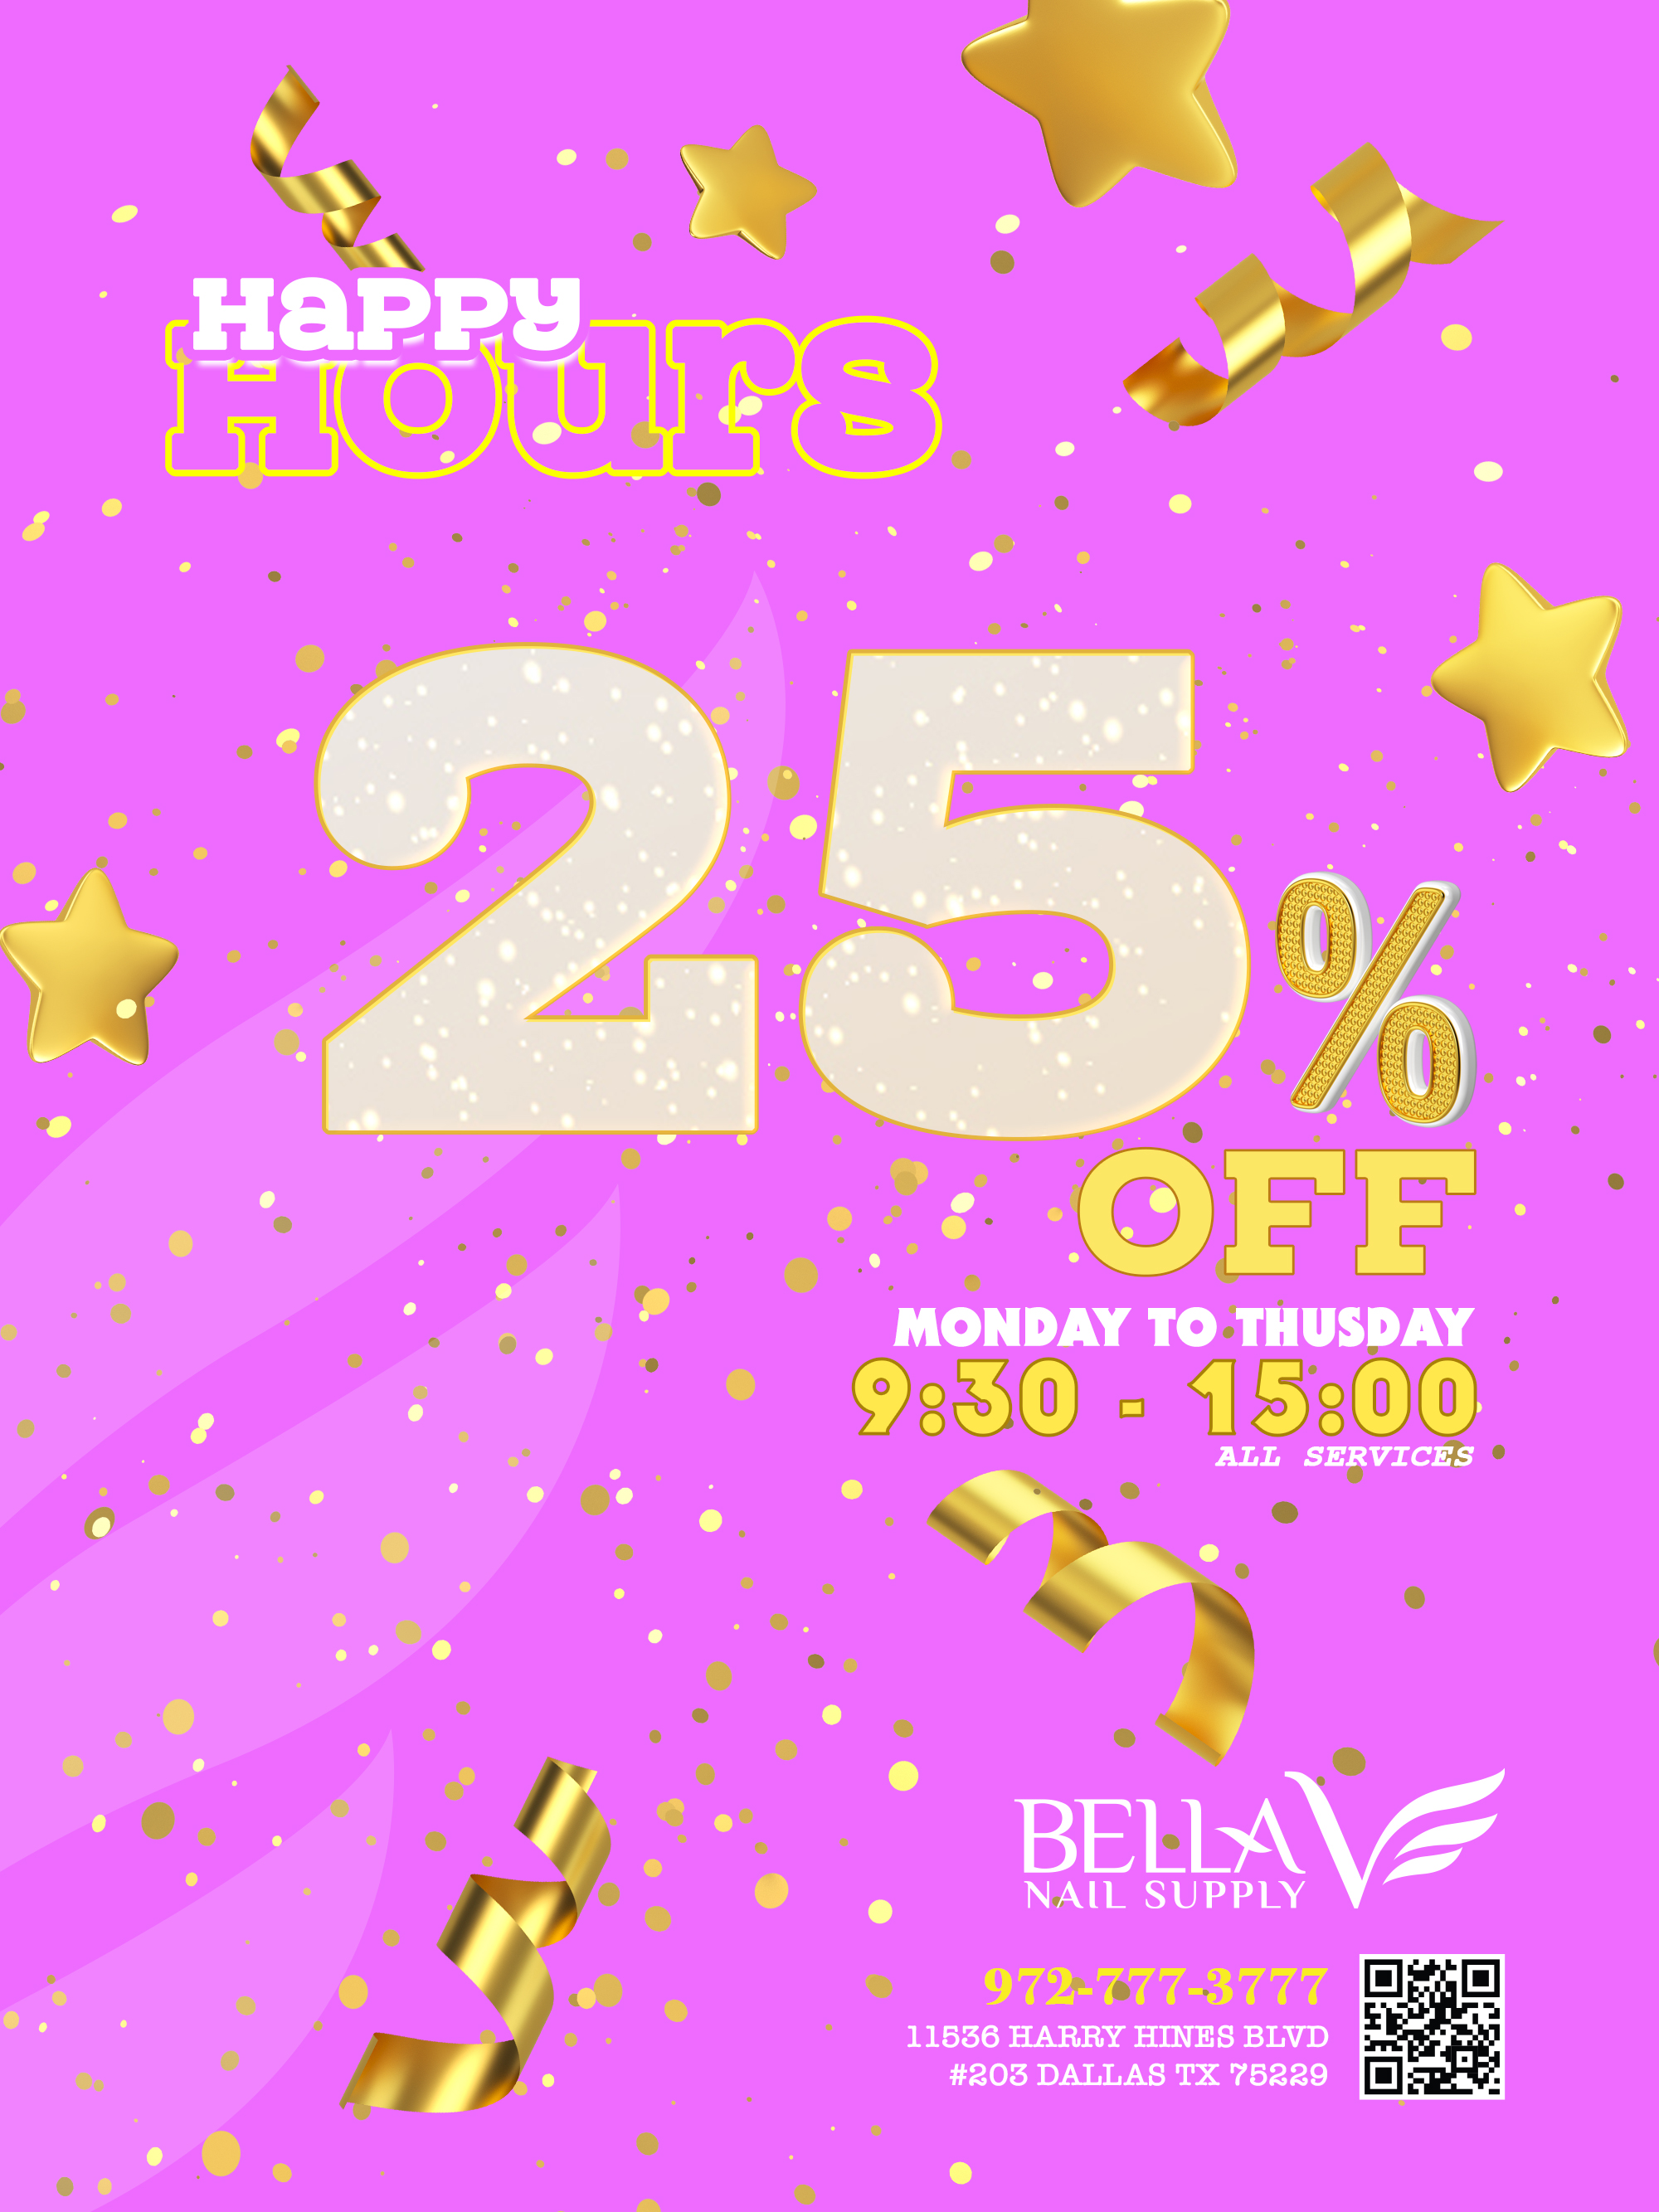 HaPPy
Hours
25%
OFF
MONDAY TO THUSDAY
9:30 - 15:00
ALL SERVICES
BELLA V
NAIL SUPPLY
972-777-3777
11536 HARRY HINES BLVD
#203 DALLAS TX 75229